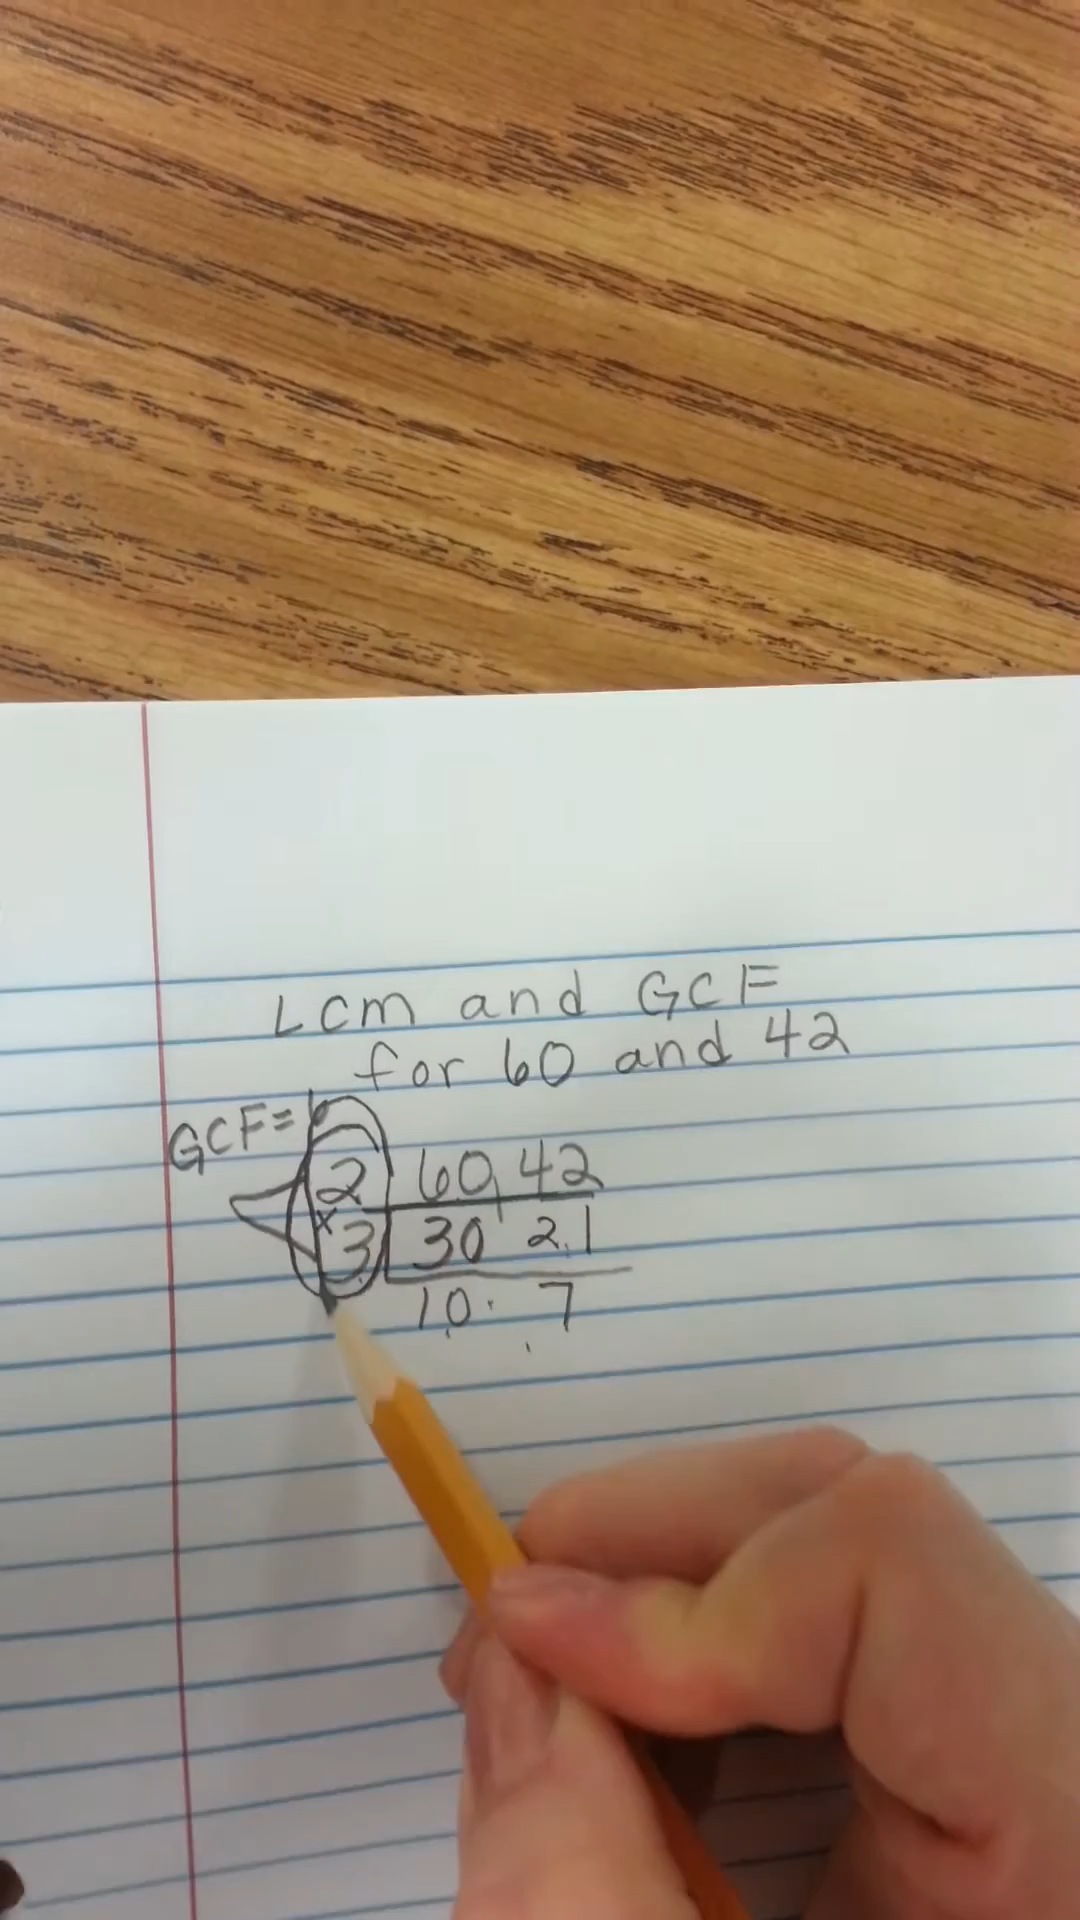 LCM and GCF
for 60 and 42
GCF=6
2 60, 42
×3 30 21
10 7